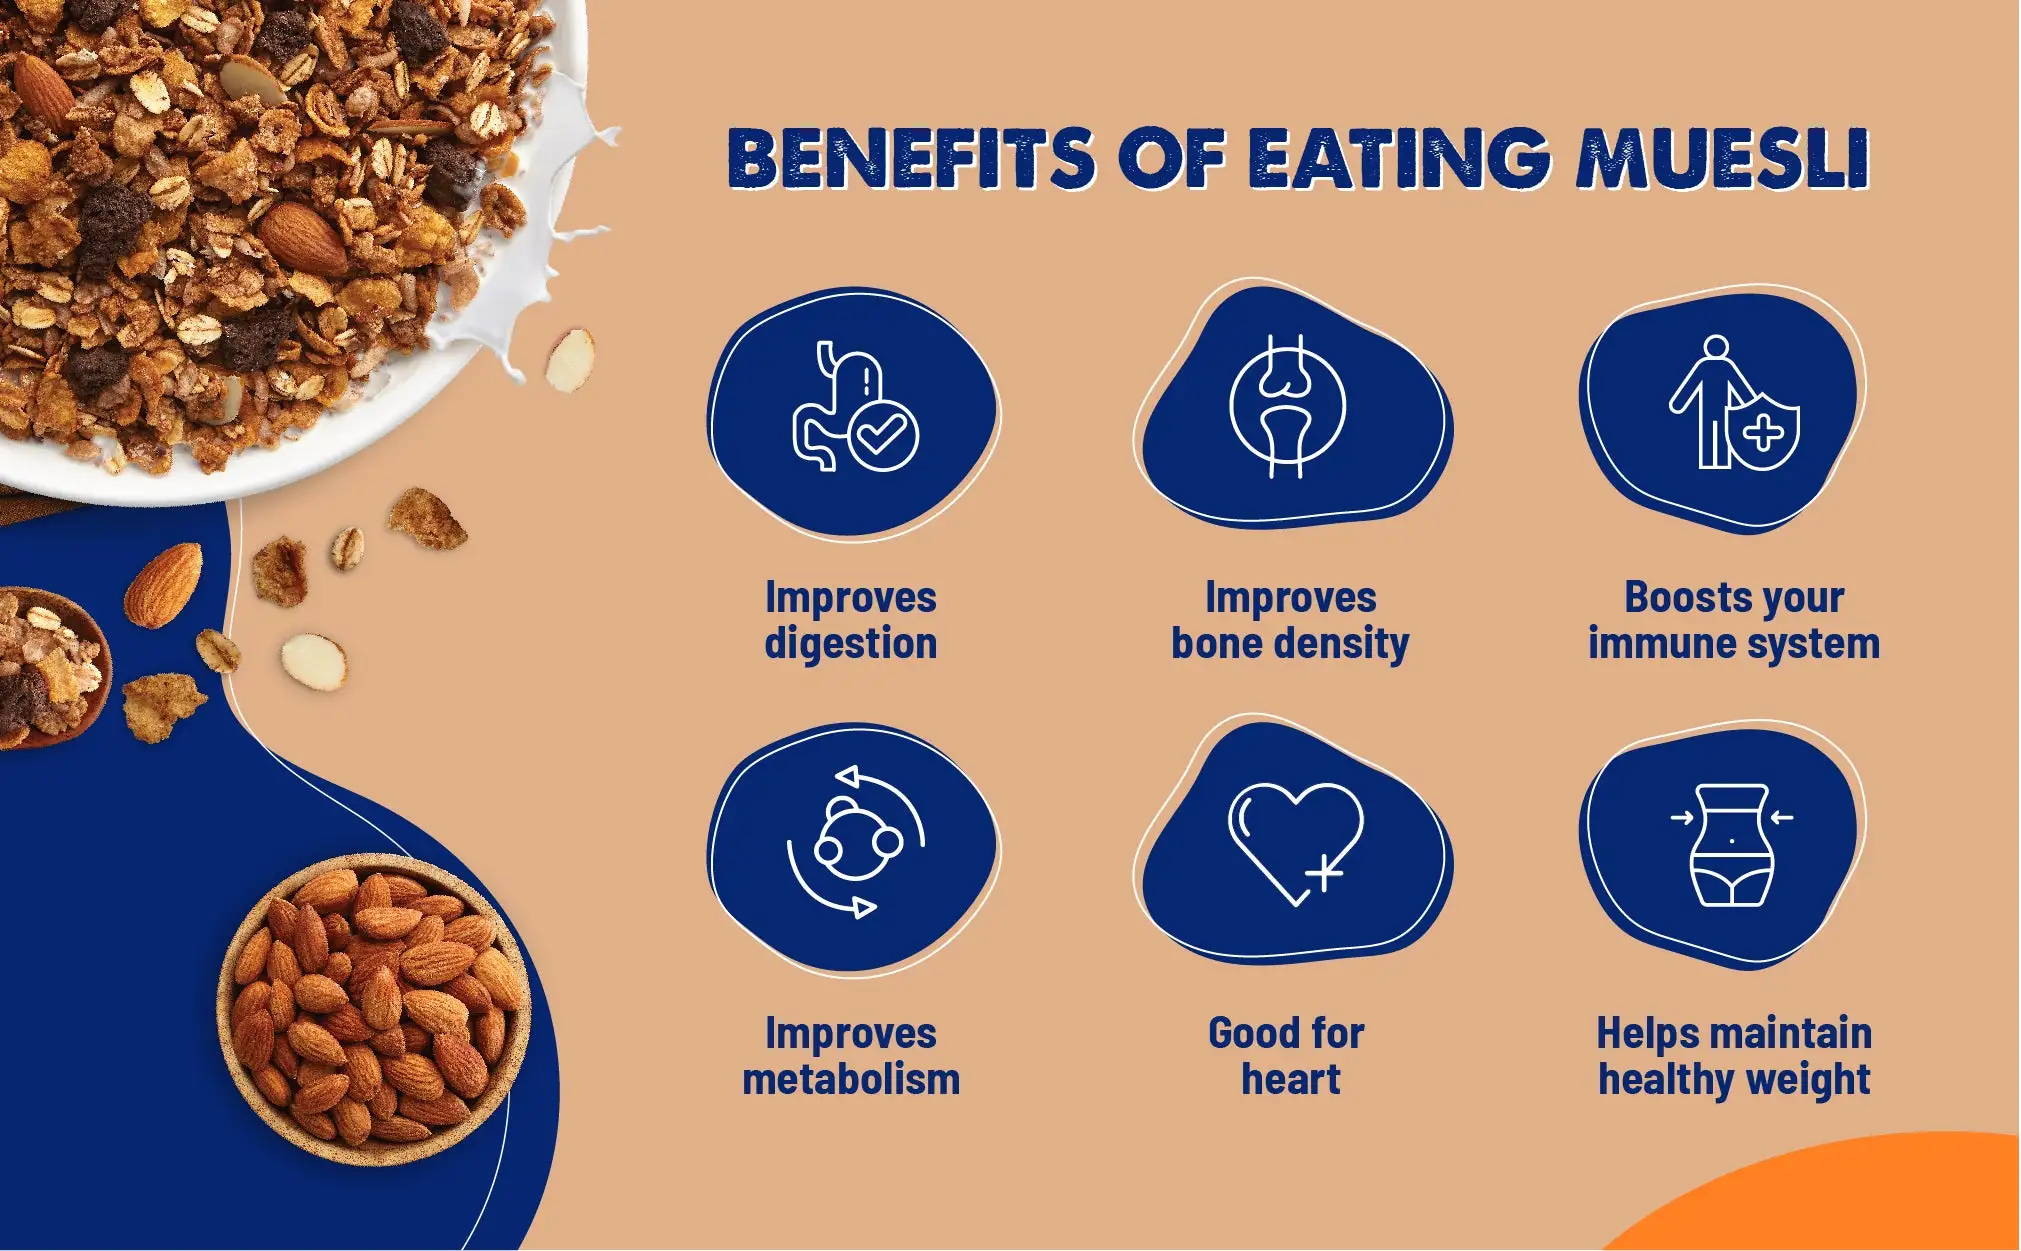 BENEFITS OF EATING MUESLI
Improves
digestion
Improves
bone density
Boosts your
immune system
Improves
metabolism
Good for
heart
Helps maintain
healthy weight